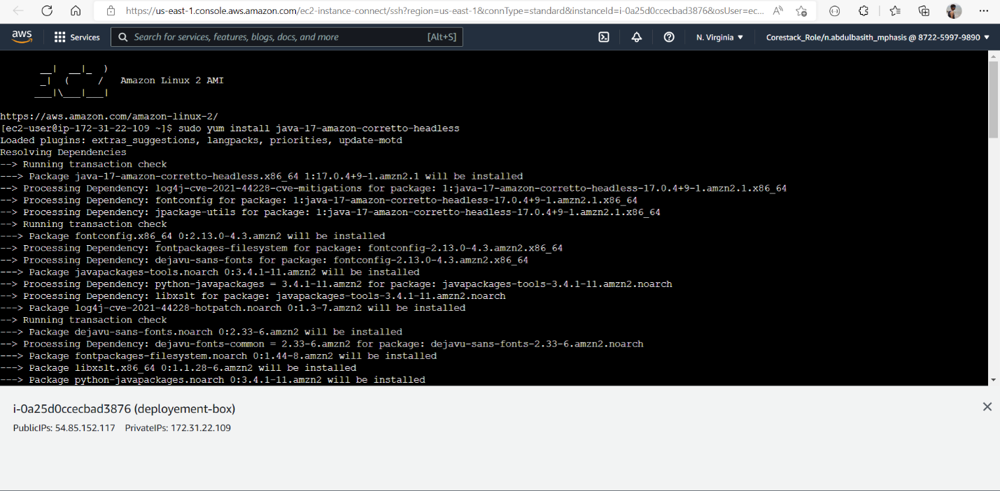 https://us-east-1.console.aws.amazon.com/ec2-instance-connect/ssh?region=us-east-1&connType=standard&instanceId=i-0a25d0ccecbad3876&osUser=ec...
aws Services Search for services, features, blogs, docs, and more [Alt+S] N. Virginia Corestack_Role/n.abdulbasith_mphasis @ 8722-5997-9890
__|  __|_  )
_|  (     /   Amazon Linux 2 AMI
___|\___|___|
https://aws.amazon.com/amazon-linux-2/
[ec2-user@ip-172-31-22-109 ~]$ sudo yum install java-17-amazon-corretto-headless
Loaded plugins: extras_suggestions, langpacks, priorities, update-motd
Resolving Dependencies
--> Running transaction check
---> Package java-17-amazon-corretto-headless.x86_64 1:17.0.4+9-1.amzn2.1 will be installed
--> Processing Dependency: log4j-cve-2021-44228-cve-mitigations for package: 1:java-17-amazon-corretto-headless-17.0.4+9-1.amzn2.1.x86_64
--> Processing Dependency: fontconfig for package: 1:java-17-amazon-corretto-headless-17.0.4+9-1.amzn2.1.x86_64
--> Processing Dependency: jpackage-utils for package: 1:java-17-amazon-corretto-headless-17.0.4+9-1.amzn2.1.x86_64
--> Running transaction check
---> Package fontconfig.x86_64 0:2.13.0-4.3.amzn2 will be installed
--> Processing Dependency: fontpackages-filesystem for package: fontconfig-2.13.0-4.3.amzn2.x86_64
--> Processing Dependency: dejavu-sans-fonts for package: fontconfig-2.13.0-4.3.amzn2.x86_64
---> Package javapackages-tools.noarch 0:3.4.1-11.amzn2 will be installed
--> Processing Dependency: python-javapackages = 3.4.1-11.amzn2 for package: javapackages-tools-3.4.1-11.amzn2.noarch
--> Processing Dependency: libxslt for package: javapackages-tools-3.4.1-11.amzn2.noarch
---> Package log4j-cve-2021-44228-hotpatch.noarch 0:1.3-7.amzn2 will be installed
--> Running transaction check
---> Package dejavu-sans-fonts.noarch 0:2.33-6.amzn2 will be installed
--> Processing Dependency: dejavu-fonts-common = 2.33-6.amzn2 for package: dejavu-sans-fonts-2.33-6.amzn2.noarch
---> Package fontpackages-filesystem.noarch 0:1.44-8.amzn2 will be installed
---> Package libxslt.x86_64 0:1.1.28-6.amzn2 will be installed
---> Package python-javapackages.noarch 0:3.4.1-11.amzn2 will be installed
i-0a25d0ccecbad3876 (deployement-box)
PublicIPs: 54.85.152.117 PrivateIPs: 172.31.22.109